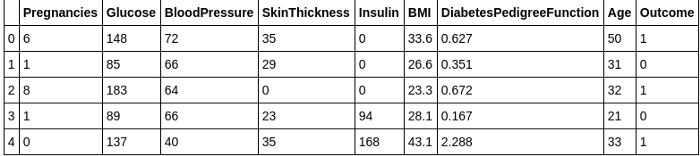 Pregnancies Glucose BloodPressure SkinThickness Insulin BMI DiabetesPedigreeFunction Age Outcome
0 6 148 72 35 0 33.6 0.627 50 1
1 1 85 66 29 0 26.6 0.351 31 0
2 8 183 64 0 0 23.3 0.672 32 1
3 1 89 66 23 94 28.1 0.167 21 0
4 0 137 40 35 168 43.1 2.288 33 1